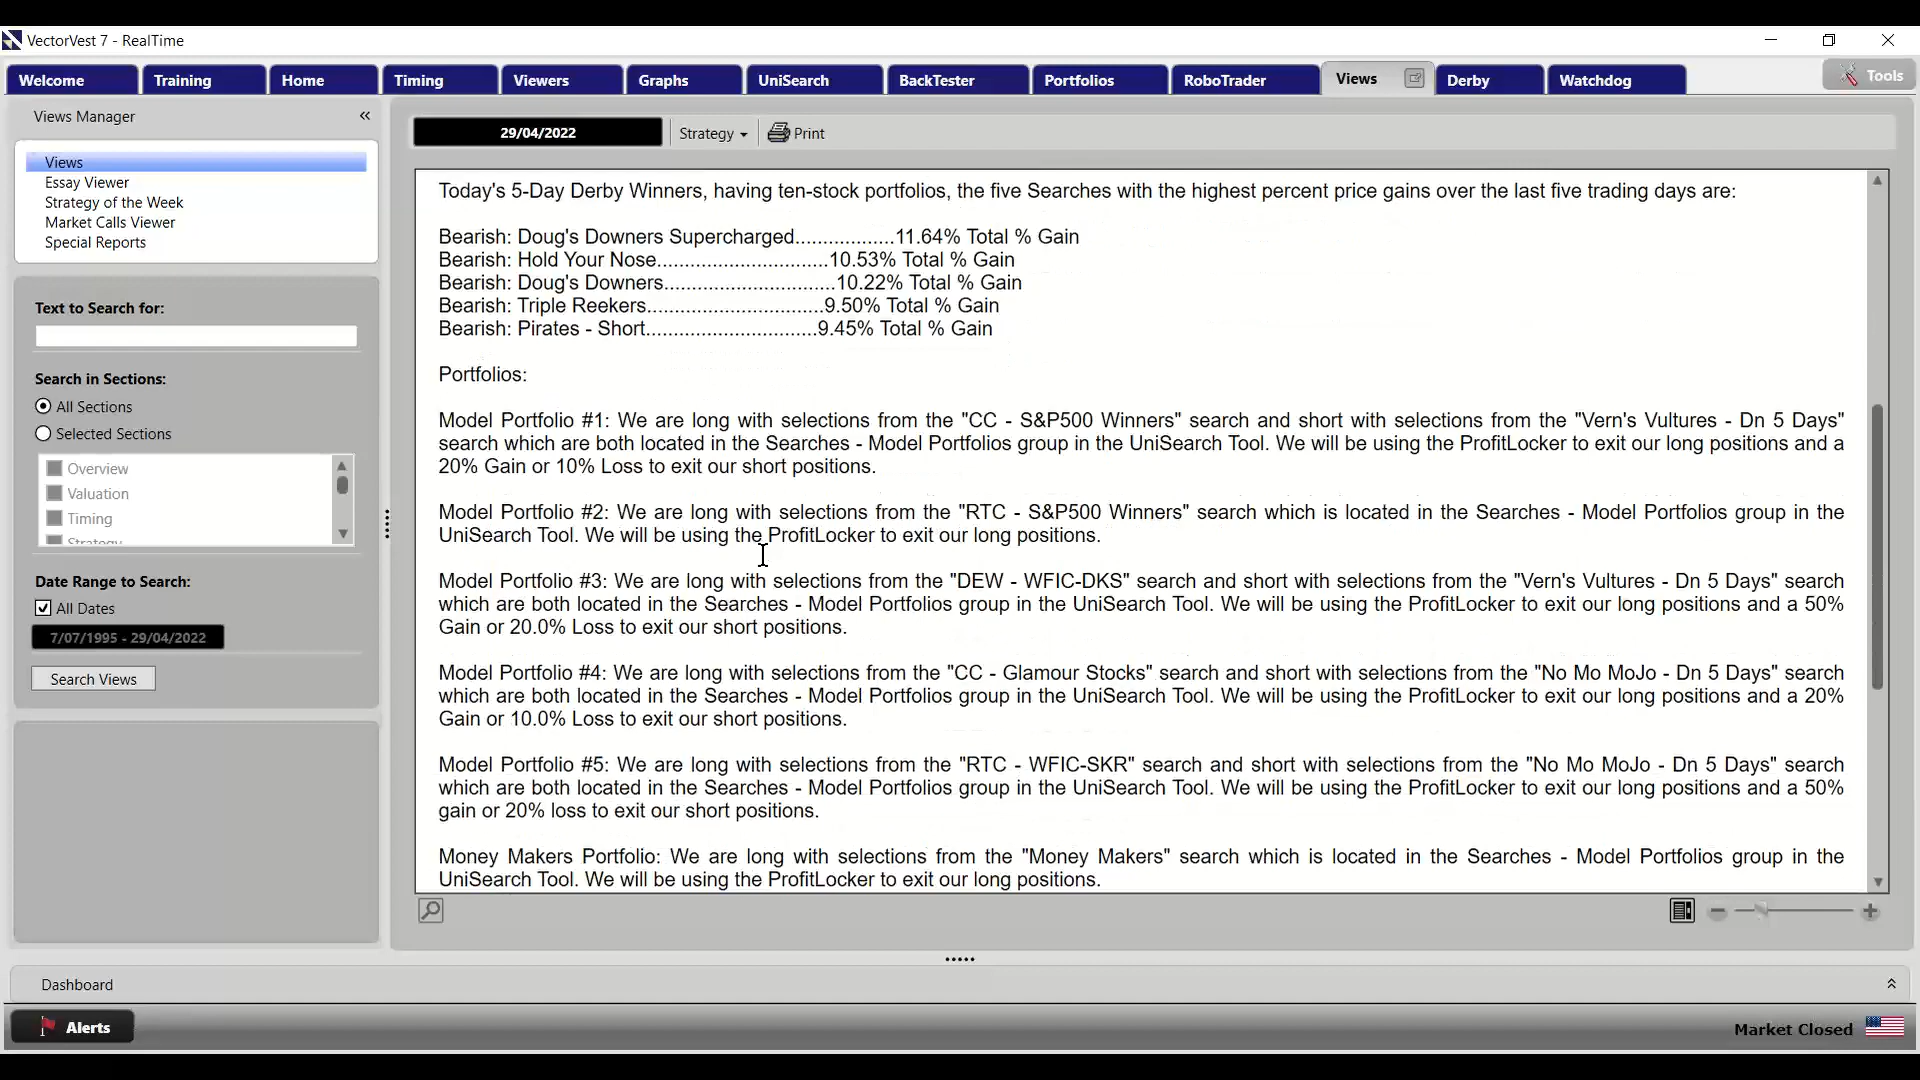 VectorVest 7 - RealTime
Welcome
Training
Home
Timing
Viewers
Graphs
UniSearch
BackTester
Portfolios
RoboTrader
Views
Derby
Watchdog
Tools
Views Manager
«
Views
Essay Viewer
Strategy of the Week
Market Calls Viewer
Special Reports
Text to Search for:
Search in Sections:
All Sections
Selected Sections
Overview
Valuation
Timing
Strategy
Date Range to Search:
All Dates
7/07/1995 - 29/04/2022
Search Views
29/04/2022
Strategy
Print
Today's 5-Day Derby Winners, having ten-stock portfolios, the five Searches with the highest percent price gains over the last five trading days are:
Bearish: Doug's Downers Supercharged..................11.64% Total % Gain
Bearish: Hold Your Nose...............................10.53% Total % Gain
Bearish: Doug's Downers...............................10.22% Total % Gain
Bearish: Triple Reekers................................9.50% Total % Gain
Bearish: Pirates - Short...............................9.45% Total % Gain
Portfolios:
Model Portfolio #1: We are long with selections from the "CC - S&P500 Winners" search and short with selections from the "Vern's Vultures - Dn 5 Days"
search which are both located in the Searches - Model Portfolios group in the UniSearch Tool. We will be using the ProfitLocker to exit our long positions and a
20% Gain or 10% Loss to exit our short positions.
Model Portfolio #2: We are long with selections from the "RTC - S&P500 Winners" search which is located in the Searches - Model Portfolios group in the
UniSearch Tool. We will be using the ProfitLocker to exit our long positions.
Model Portfolio #3: We are long with selections from the "DEW - WFIC-DKS" search and short with selections from the "Vern's Vultures - Dn 5 Days" search
which are both located in the Searches - Model Portfolios group in the UniSearch Tool. We will be using the ProfitLocker to exit our long positions and a 50%
Gain or 20.0% Loss to exit our short positions.
Model Portfolio #4: We are long with selections from the "CC - Glamour Stocks" search and short with selections from the "No Mo MoJo - Dn 5 Days" search
which are both located in the Searches - Model Portfolios group in the UniSearch Tool. We will be using the ProfitLocker to exit our long positions and a 20%
Gain or 10.0% Loss to exit our short positions.
Model Portfolio #5: We are long with selections from the "RTC - WFIC-SKR" search and short with selections from the "No Mo MoJo - Dn 5 Days" search
which are both located in the Searches - Model Portfolios group in the UniSearch Tool. We will be using the ProfitLocker to exit our long positions and a 50%
gain or 20% loss to exit our short positions.
Money Makers Portfolio: We are long with selections from the "Money Makers" search which is located in the Searches - Model Portfolios group in the
UniSearch Tool. We will be using the ProfitLocker to exit our long positions.
Dashboard
Alerts
Market Closed